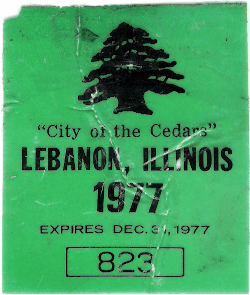 "City of the Cedars"
LEBANON, ILLINOIS
1977
EXPIRES DEC. 31, 1977
823